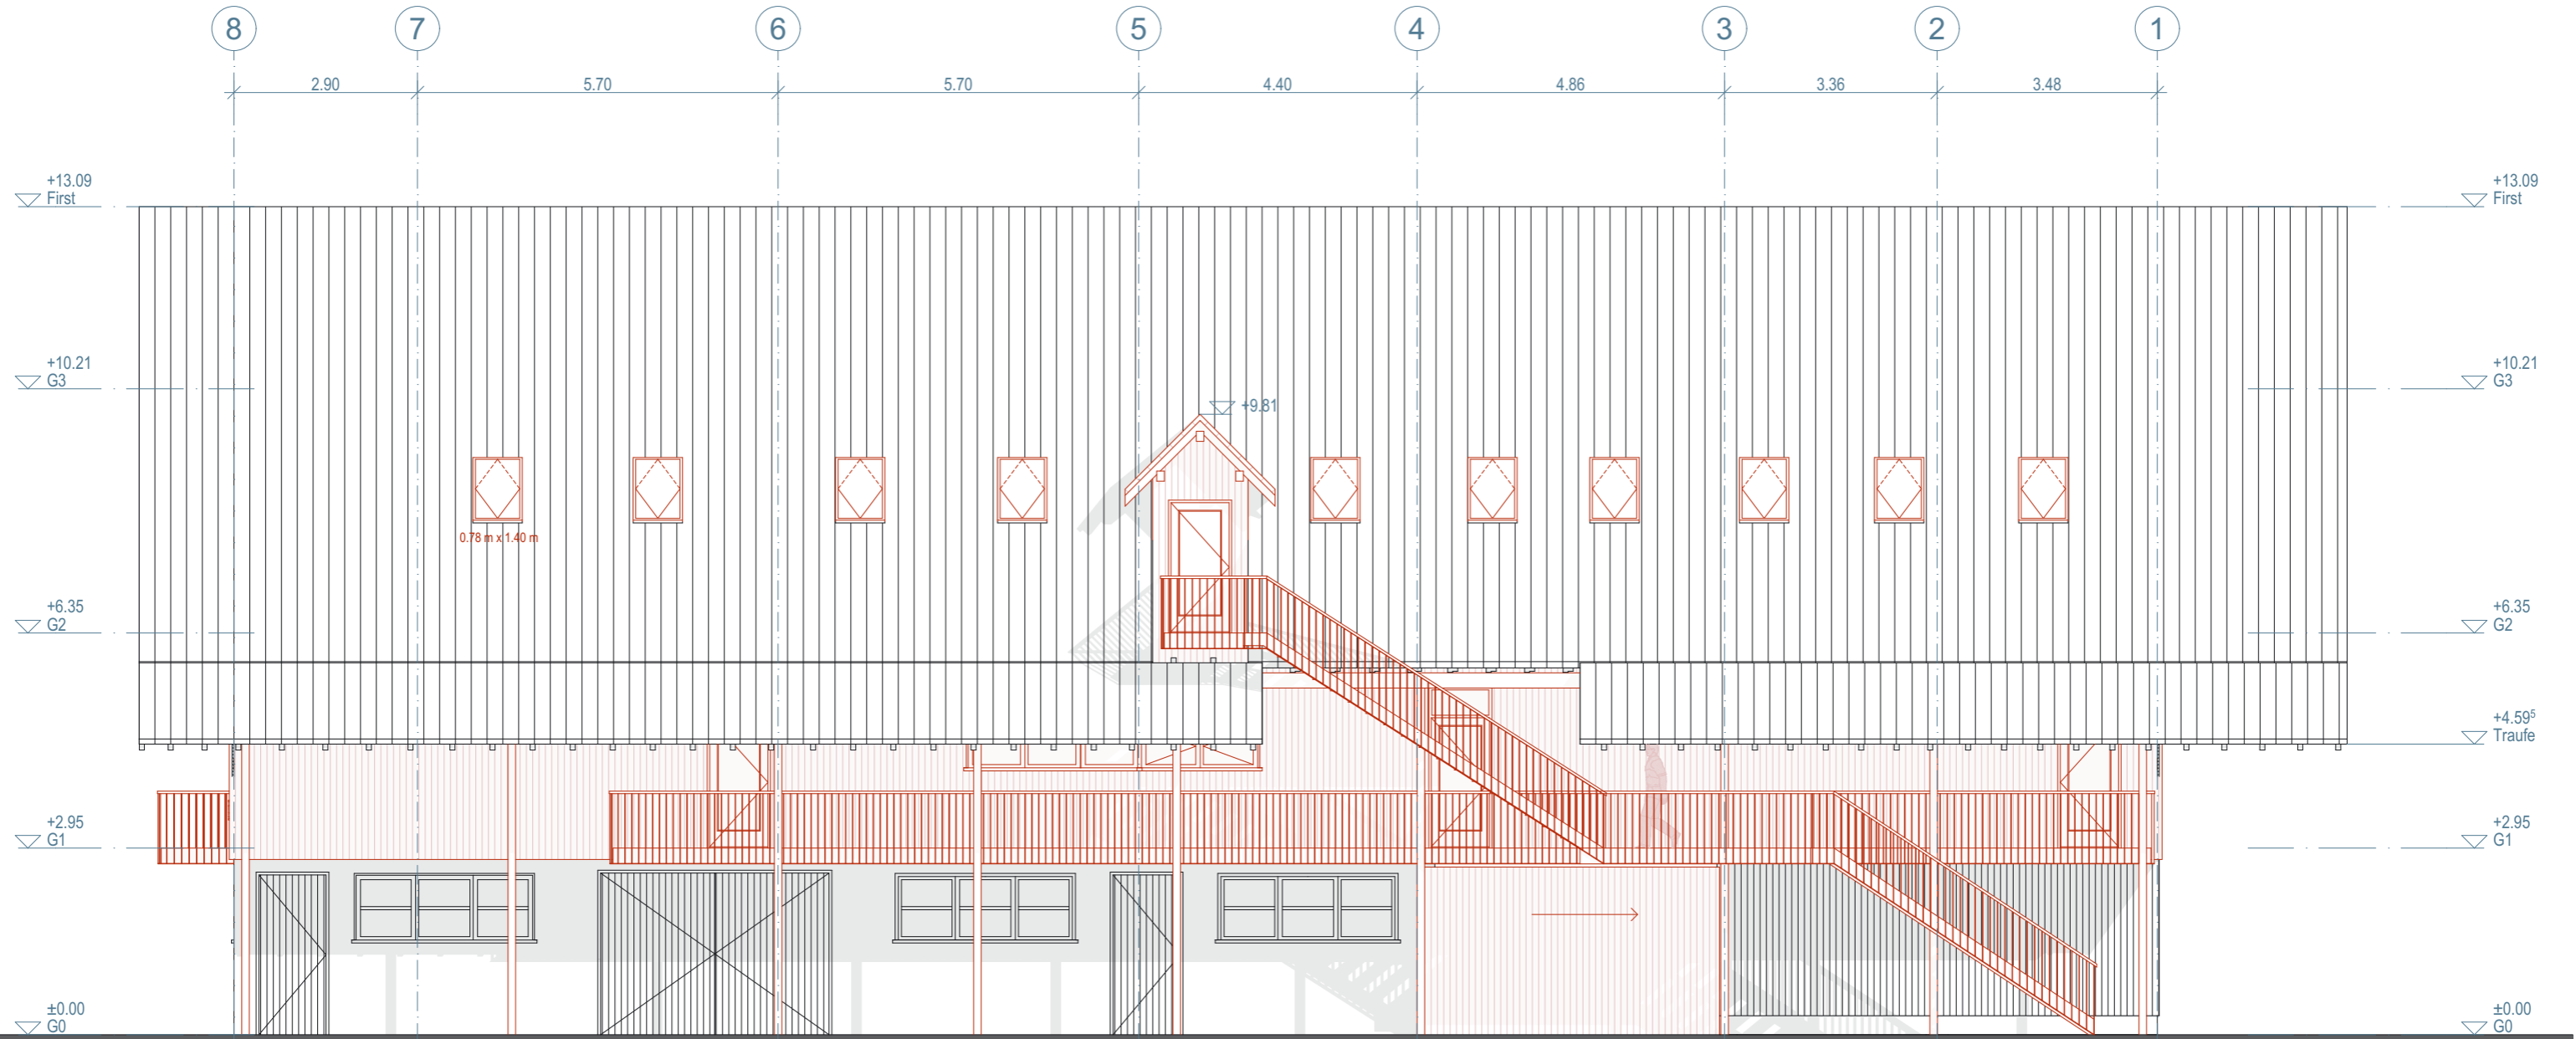 8 7 6 5 4 3 2 1
2.90 5.70 5.70 4.40 4.86 3.36 3.48
+13.09 +13.09
First First
+10.21 +10.21
G3 G3
+9.81
0.78 m x 1.40 m
+6.35 +6.35
G2 G2
+4.59⁵
Traufe
+2.95 +2.95
G1 G1
±0.00 ±0.00
G0 G0